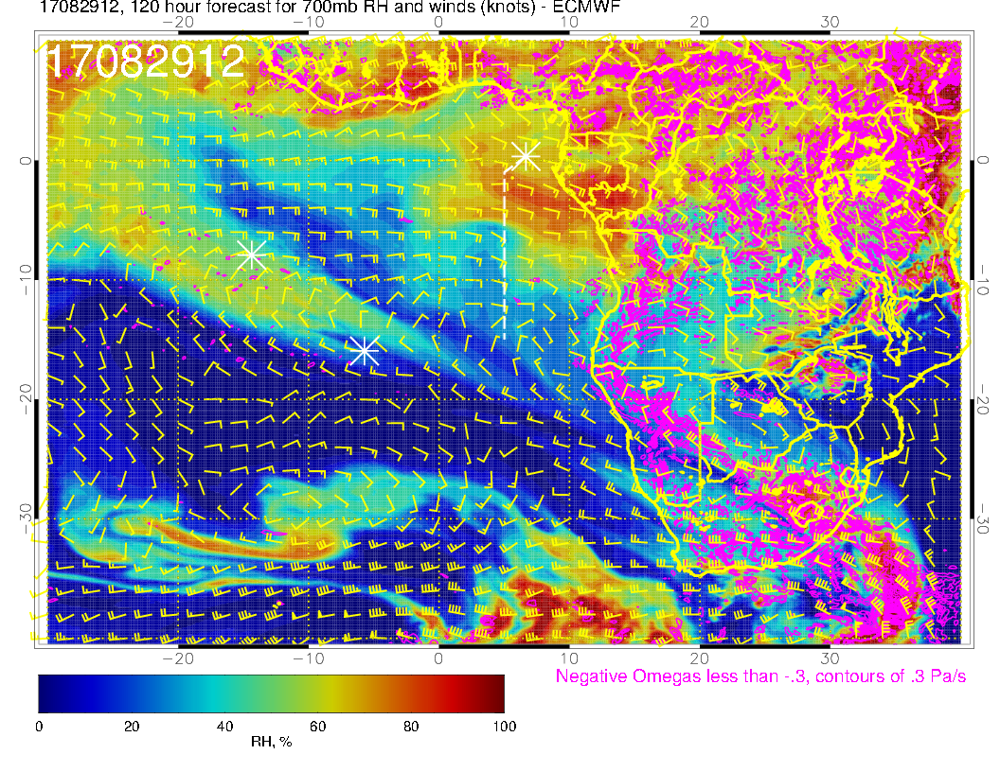 17082912, 120 hour forecast for 700mb RH and winds (knots) - ECMWF
-20 -10 0 10 20 30
17082912
0 0
-10 -10
-20 -20
-30 -30
-20 -10 0 10 20 30
Negative Omegas less than -.3, contours of .3 Pa/s
0 20 40 60 80 100
RH, %